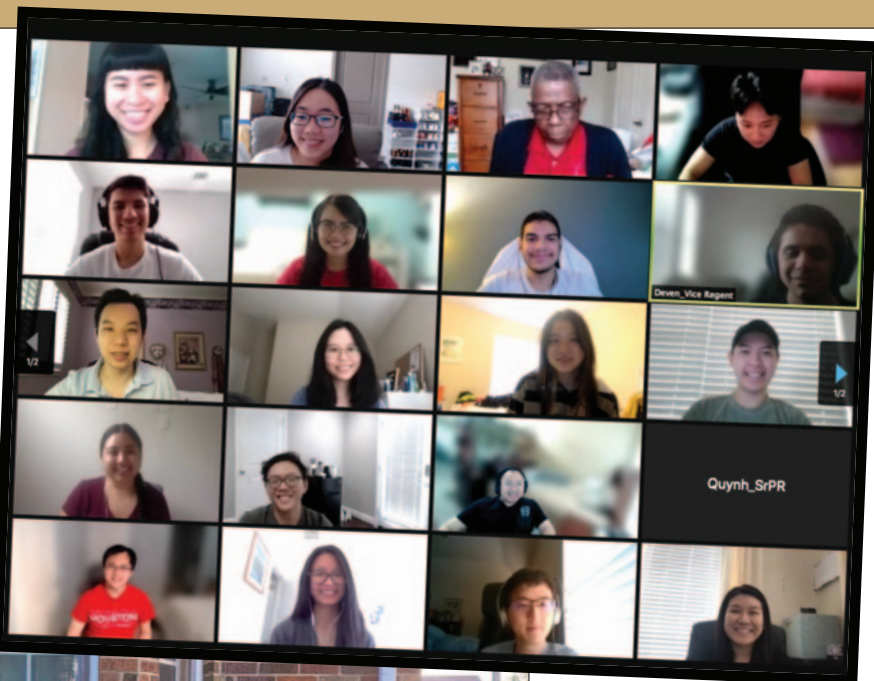 Deven_Vice Regent
1/2
1/2
Quynh_SrPR
HOUSTON